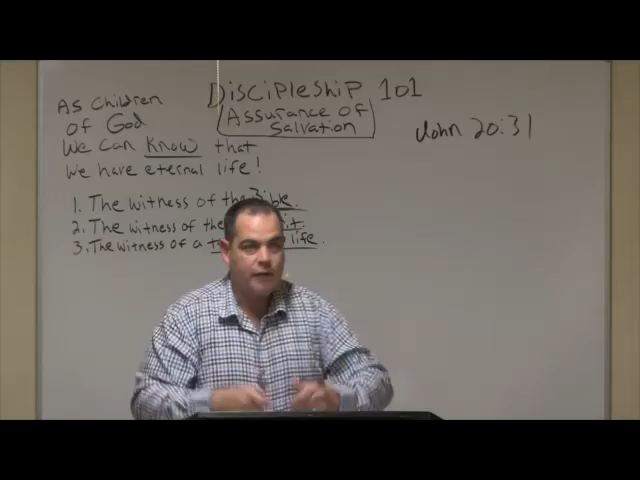 Discipleship 101
Assurance of
Salvation
As Children
of God
We can know that
We have eternal life!
1. The witness of the Bible.
2. The witness of the
3. The witness of a life.
John 20:31